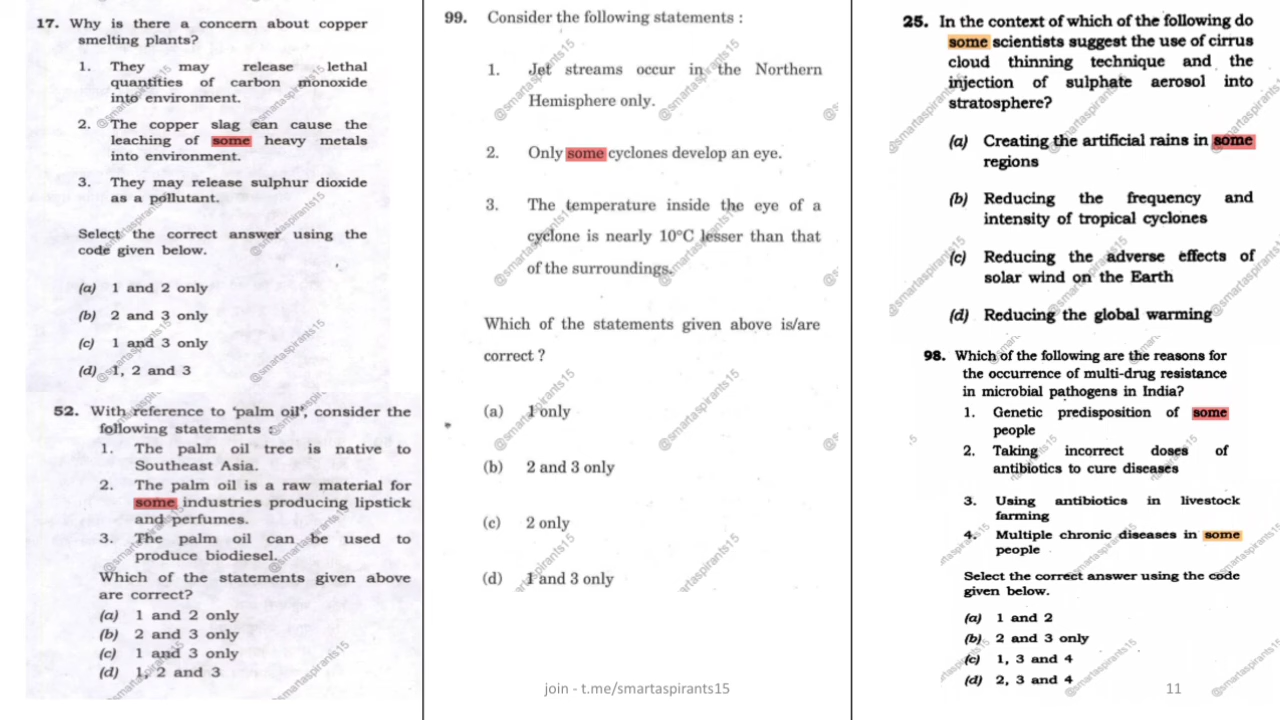 17. Why is there a concern about copper
smelting plants?
1. They may release lethal
quantities of carbon monoxide
into environment.
2. The copper slag can cause the
leaching of some heavy metals
into environment.
3. They may release sulphur dioxide
as a pollutant.
Select the correct answer using the
code given below.
(a) 1 and 2 only
(b) 2 and 3 only
(c) 1 and 3 only
(d) 1, 2 and 3
52. With reference to 'palm oil', consider the
following statements :
1. The palm oil tree is native to
Southeast Asia.
2. The palm oil is a raw material for
some industries producing lipstick
and perfumes.
3. The palm oil can be used to
produce biodiesel.
Which of the statements given above
are correct?
(a) 1 and 2 only
(b) 2 and 3 only
(c) 1 and 3 only
(d) 1, 2 and 3
99. Consider the following statements :
1. Jet streams occur in the Northern
Hemisphere only.
2. Only some cyclones develop an eye.
3. The temperature inside the eye of a
cyclone is nearly 10°C lesser than that
of the surroundings.
Which of the statements given above is/are
correct ?
(a) 1 only
(b) 2 and 3 only
(c) 2 only
(d) 1 and 3 only
join - t.me/smartaspirants15
25. In the context of which of the following do
some scientists suggest the use of cirrus
cloud thinning technique and the
injection of sulphate aerosol into
stratosphere?
(a) Creating the artificial rains in some
regions
(b) Reducing the frequency and
intensity of tropical cyclones
(c) Reducing the adverse effects of
solar wind on the Earth
(d) Reducing the global warming
98. Which of the following are the reasons for
the occurrence of multi-drug resistance
in microbial pathogens in India?
1. Genetic predisposition of some
people
2. Taking incorrect doses of
antibiotics to cure diseases
3. Using antibiotics in livestock
farming
4. Multiple chronic diseases in some
people
Select the correct answer using the code
given below.
(a) 1 and 2
(b) 2 and 3 only
(c) 1, 3 and 4
(d) 2, 3 and 4
11
@smartaspirants15